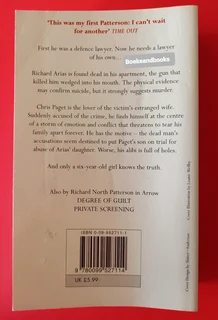 'This was my first Patterson: I can't wait
for another' TIME OUT
First he was a defence lawyer. Now he needs a lawyer
of his own...
Bookendbooks
Richard Arias is found dead in his apartment, the gun that
killed him wedged into his mouth. The physical evidence
may confirm suicide, but it strongly suggests murder.
Chris Paget is the lover of the victim's estranged wife.
Suddenly accused of the crime, he finds himself at the centre
of a storm of emotion and conflict that threatens to tear his
family apart forever. He has the motive – the dead man's
accusations seem destined to put Paget's son on trial for
abuse of Arias' daughter. Worse, his alibi is full of holes.
And only a six-year-old girl knows the truth.
Also by Richard North Patterson in Arrow
DEGREE OF GUILT
PRIVATE SCREENING
ISBN 0-09-952711-1
9 780099 527114
UK £5.99